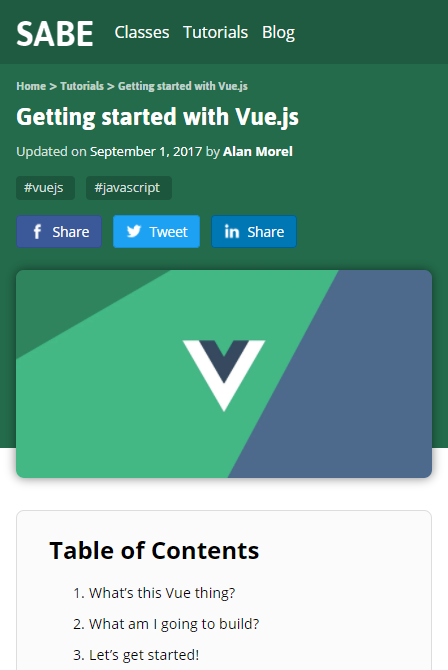 SABE Classes Tutorials Blog
Home > Tutorials > Getting started with Vue.js
Getting started with Vue.js
Updated on September 1, 2017 by Alan Morel
#vuejs #javascript
f Share Tweet in Share
Table of Contents
1. What’s this Vue thing?
2. What am I going to build?
3. Let’s get started!